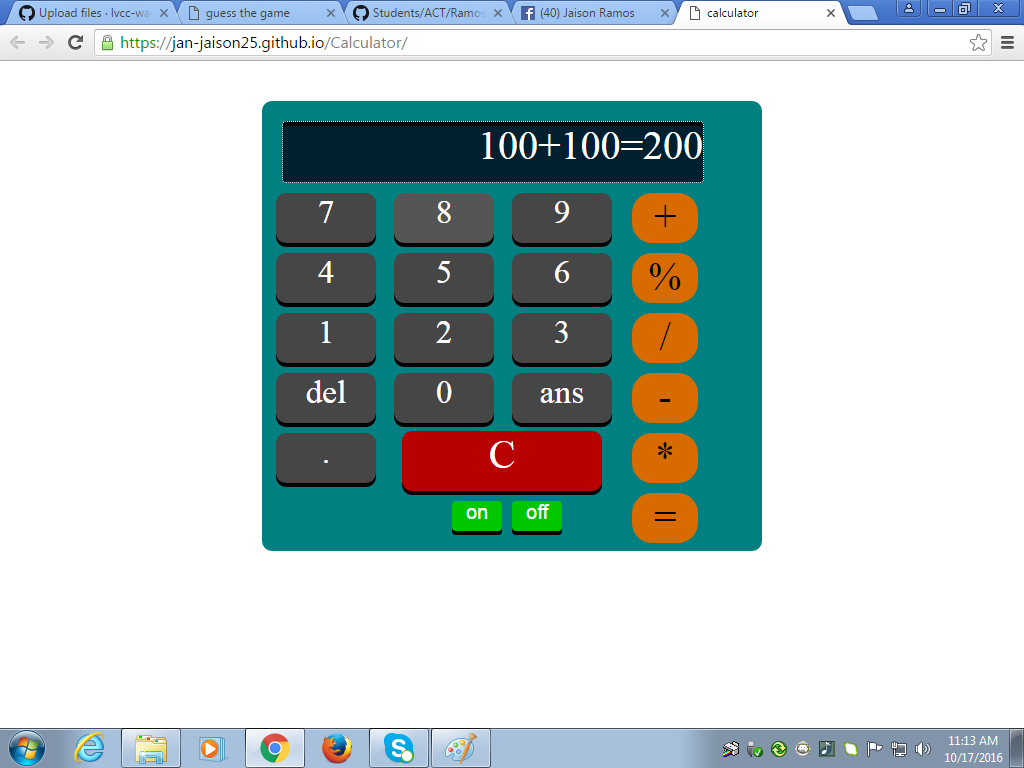 Upload files · lvcc-wa
guess the game
Students/ACT/Ramos
(40) Jaison Ramos
calculator
https://jan-jaison25.github.io/Calculator/
100+100=200
7 8 9 +
4 5 6 %
1 2 3 /
del 0 ans -
. C *
on off =
11:13 AM
10/17/2016